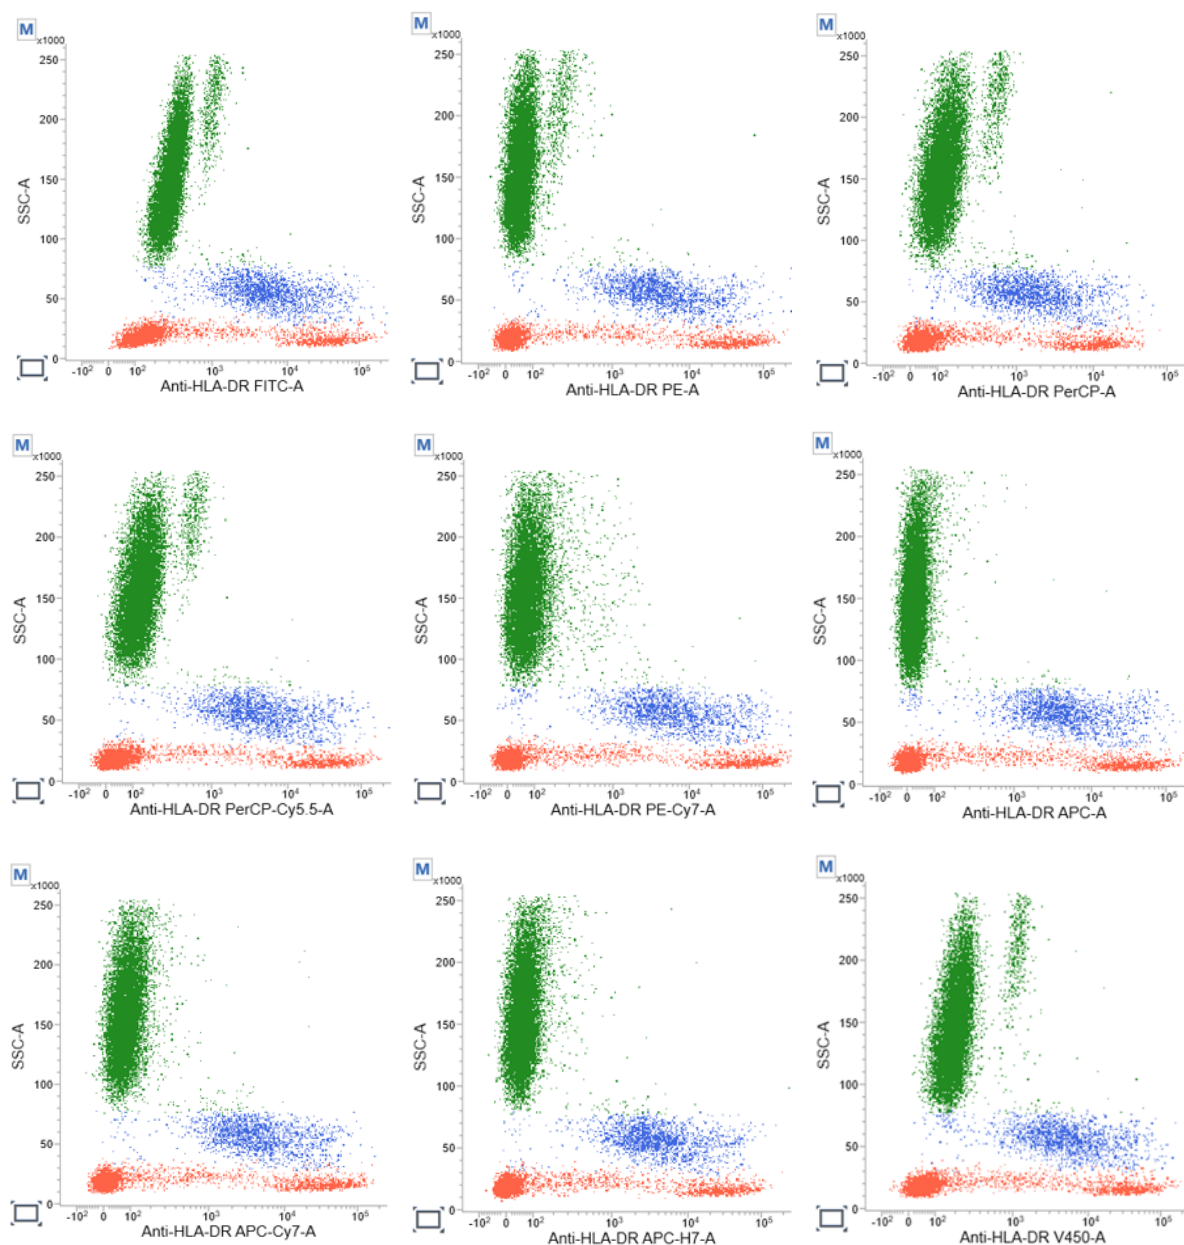 M
x1000
250
200
150
100
50
0
SSC-A
-10² 0 10² 10³ 10⁴ 10⁵
Anti-HLA-DR FITC-A
M
x1000
250
200
150
100
50
0
SSC-A
-10² 0 10² 10³ 10⁴ 10⁵
Anti-HLA-DR PE-A
M
x1000
250
200
150
100
50
0
SSC-A
-10² 0 10² 10³ 10⁴ 10⁵
Anti-HLA-DR PerCP-A
M
x1000
250
200
150
100
50
0
SSC-A
-10² 0 10² 10³ 10⁴ 10⁵
Anti-HLA-DR PerCP-Cy5.5-A
M
x1000
250
200
150
100
50
0
SSC-A
-10² 0 10² 10³ 10⁴ 10⁵
Anti-HLA-DR PE-Cy7-A
M
x1000
250
200
150
100
50
0
SSC-A
-10² 0 10² 10³ 10⁴ 10⁵
Anti-HLA-DR APC-A
M
x1000
250
200
150
100
50
0
SSC-A
-10² 0 10² 10³ 10⁴ 10⁵
Anti-HLA-DR APC-Cy7-A
M
x1000
250
200
150
100
50
0
SSC-A
-10² 0 10² 10³ 10⁴ 10⁵
Anti-HLA-DR APC-H7-A
M
x1000
250
200
150
100
50
0
SSC-A
-10² 0 10² 10³ 10⁴ 10⁵
Anti-HLA-DR V450-A